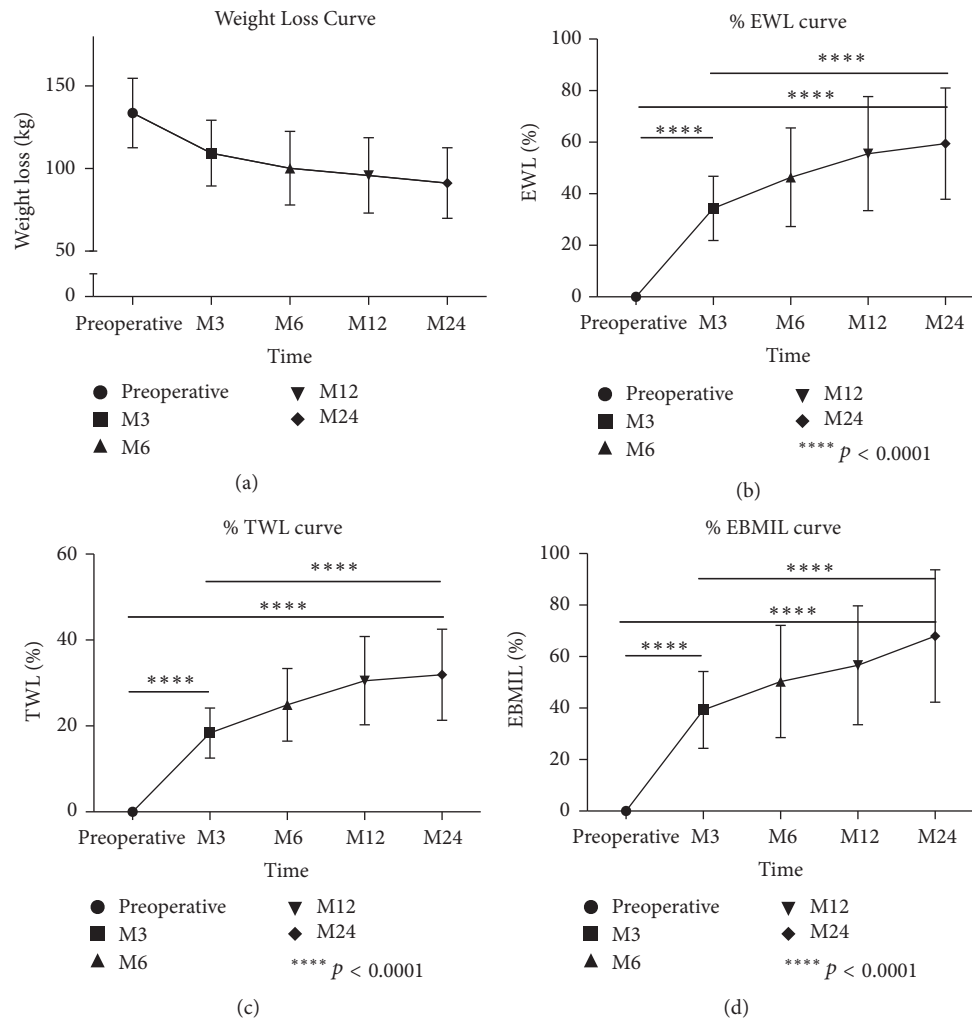 Weight Loss Curve
150
100
50
0
Weight loss (kg)
Preoperative M3 M6 M12 M24
Time
Preoperative
M3
M6
M12
M24
(a)
% EWL curve
100
80
60
40
20
0
EWL (%)
****
****
****
Preoperative M3 M6 M12 M24
Time
Preoperative
M3
M6
M12
M24
**** p < 0.0001
(b)
% TWL curve
60
40
20
0
TWL (%)
****
****
****
Preoperative M3 M6 M12 M24
Time
Preoperative
M3
M6
M12
M24
**** p < 0.0001
(c)
% EBMIL curve
100
80
60
40
20
0
EBMIL (%)
****
****
****
Preoperative M3 M6 M12 M24
Time
Preoperative
M3
M6
M12
M24
**** p < 0.0001
(d)